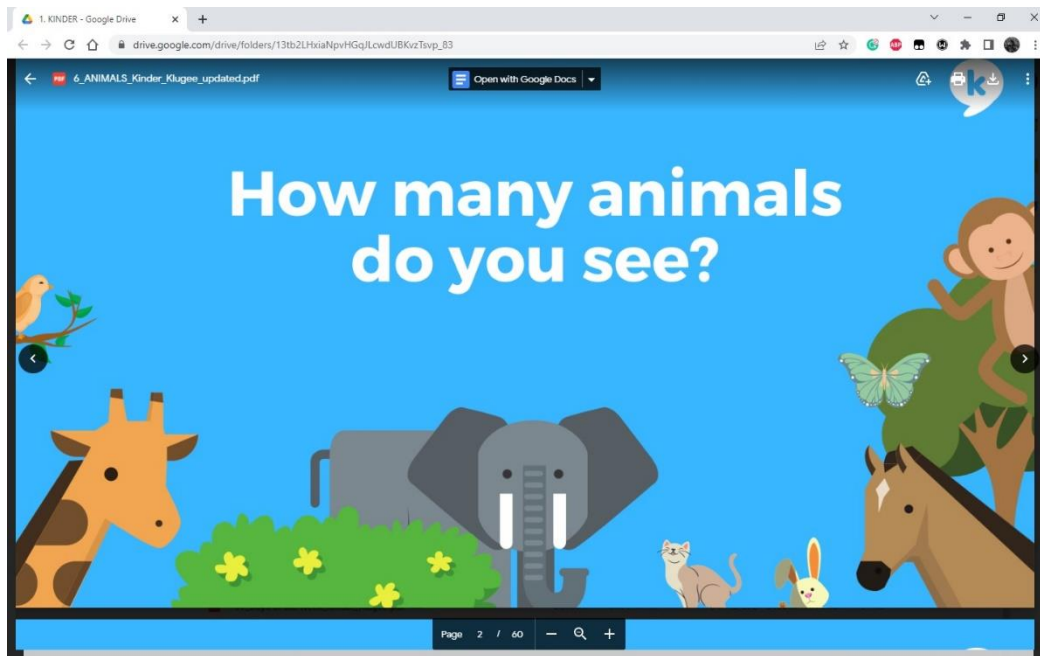 1. KINDER - Google Drive
drive.google.com/drive/folders/13tb2LHxiaNpvHGqJLcwdUBKvzTsvp_83
PDF 6_ANIMALS_Kinder_Klugee_updated.pdf Open with Google Docs
k
How many animals
do you see?
Page 2 / 60